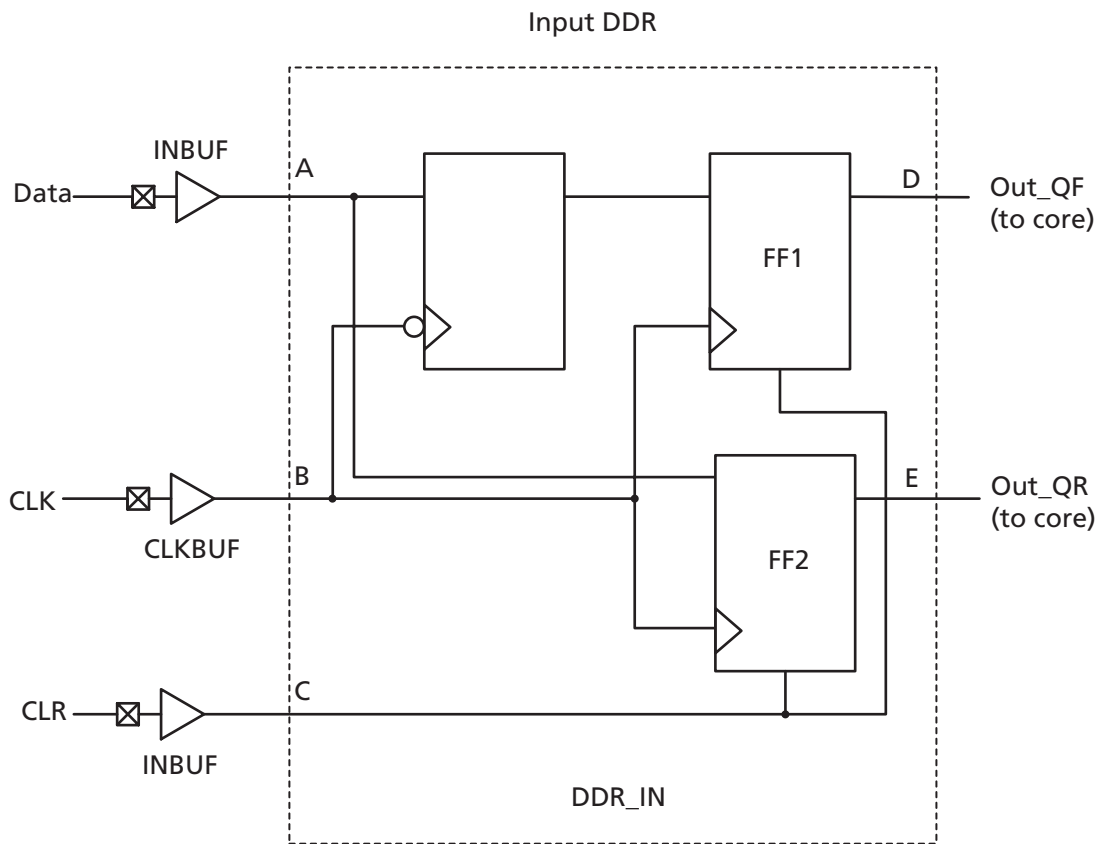 Input DDR
INBUF
Data
A
FF1
D
Out_QF
(to core)
CLK
CLKBUF
B
FF2
E
Out_QR
(to core)
CLR
INBUF
C
DDR_IN